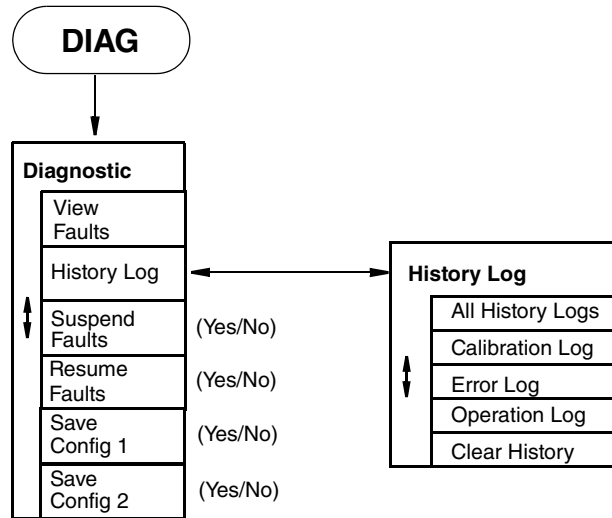 DIAG
Diagnostic
View
Faults
History Log
Suspend
Faults
(Yes/No)
Resume
Faults
(Yes/No)
Save
Config 1
(Yes/No)
Save
Config 2
(Yes/No)
History Log
All History Logs
Calibration Log
Error Log
Operation Log
Clear History